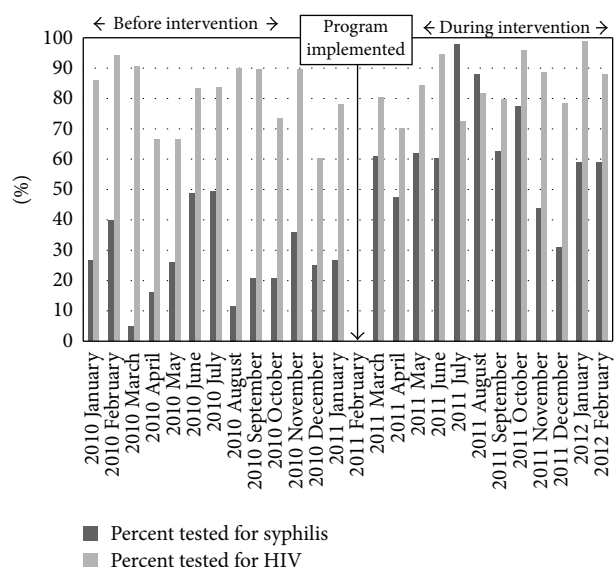 ← Before intervention →
Program
implemented
← During intervention →
100
90
80
70
60
50
40
30
20
10
0
(%)
2010 January
2010 February
2010 March
2010 April
2010 May
2010 June
2010 July
2010 August
2010 September
2010 October
2010 November
2010 December
2011 January
2011 February
2011 March
2011 April
2011 May
2011 June
2011 July
2011 August
2011 September
2011 October
2011 November
2011 December
2012 January
2012 February
Percent tested for syphilis
Percent tested for HIV